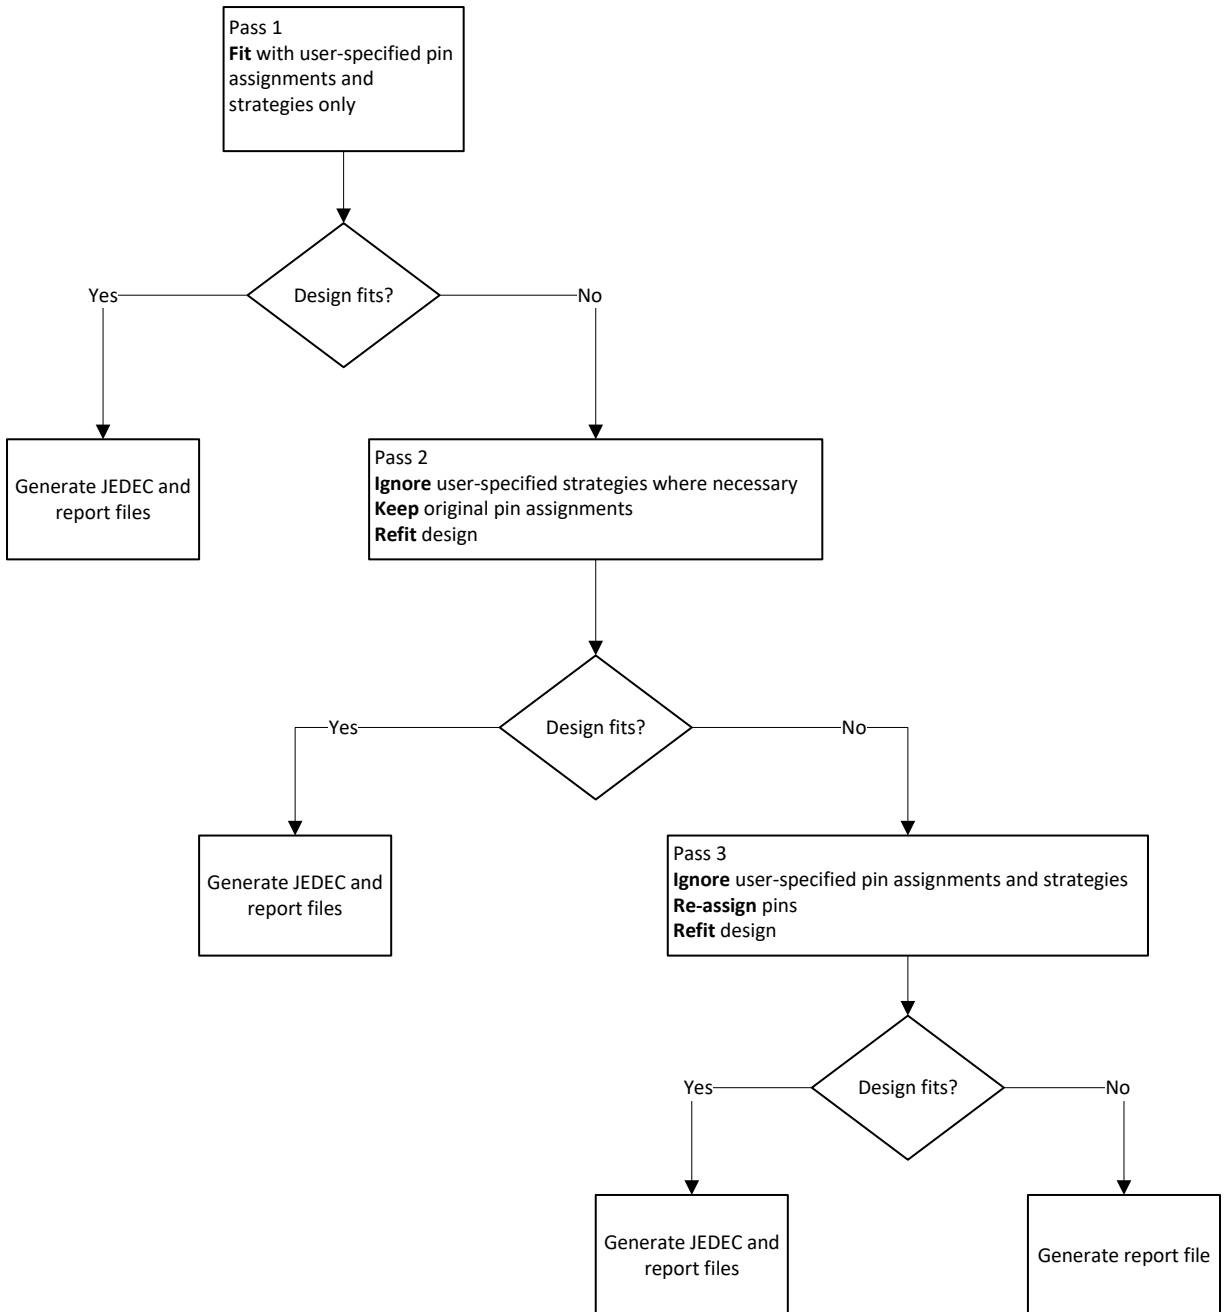 Pass 1
Fit with user-specified pin
assignments and
strategies only
Design fits?
Yes
No
Generate JEDEC and
report files
Pass 2
Ignore user-specified strategies where necessary
Keep original pin assignments
Refit design
Design fits?
Yes
No
Generate JEDEC and
report files
Pass 3
Ignore user-specified pin assignments and strategies
Re-assign pins
Refit design
Design fits?
Yes
No
Generate JEDEC and
report files
Generate report file